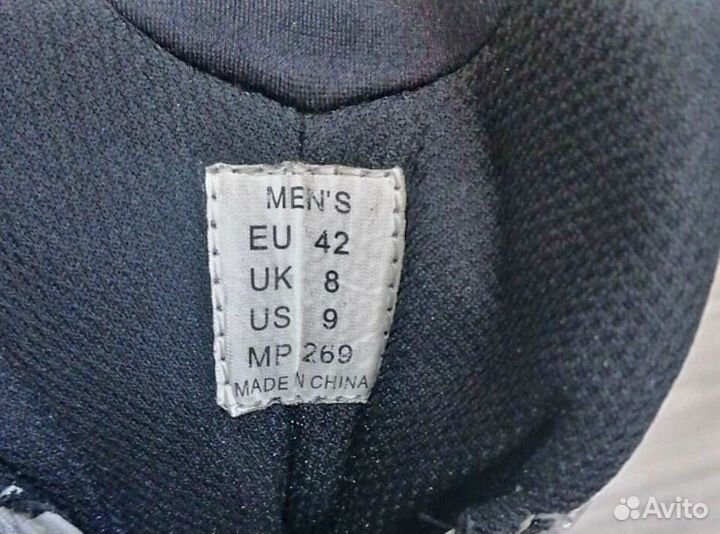 MEN'S
EU 42
UK 8
US 9
MP 269
MADE IN CHINA
Avito